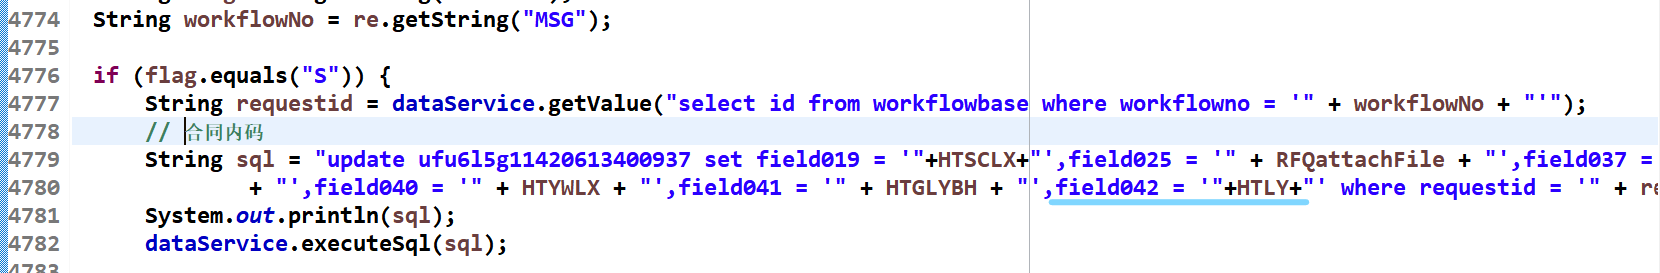 4774 String workflowNo = re.getString("MSG");
4775
4776 if (flag.equals("S")) {
4777 String requestid = dataService.getValue("select id from workflowbase where workflowno = '" + workflowNo + "'");
4778 // 合同内码
4779 String sql = "update ufu6l5g11420613400937 set field019 = '"+HTSCLX+"',field025 = '" + RFQattachFile + "',field037 =
4780 + "',field040 = '" + HTYWLX + "',field041 = '" + HTGLYBH + "',field042 = '"+HTLY+"' where requestid = '" + re
4781 System.out.println(sql);
4782 dataService.executeSql(sql);
4783